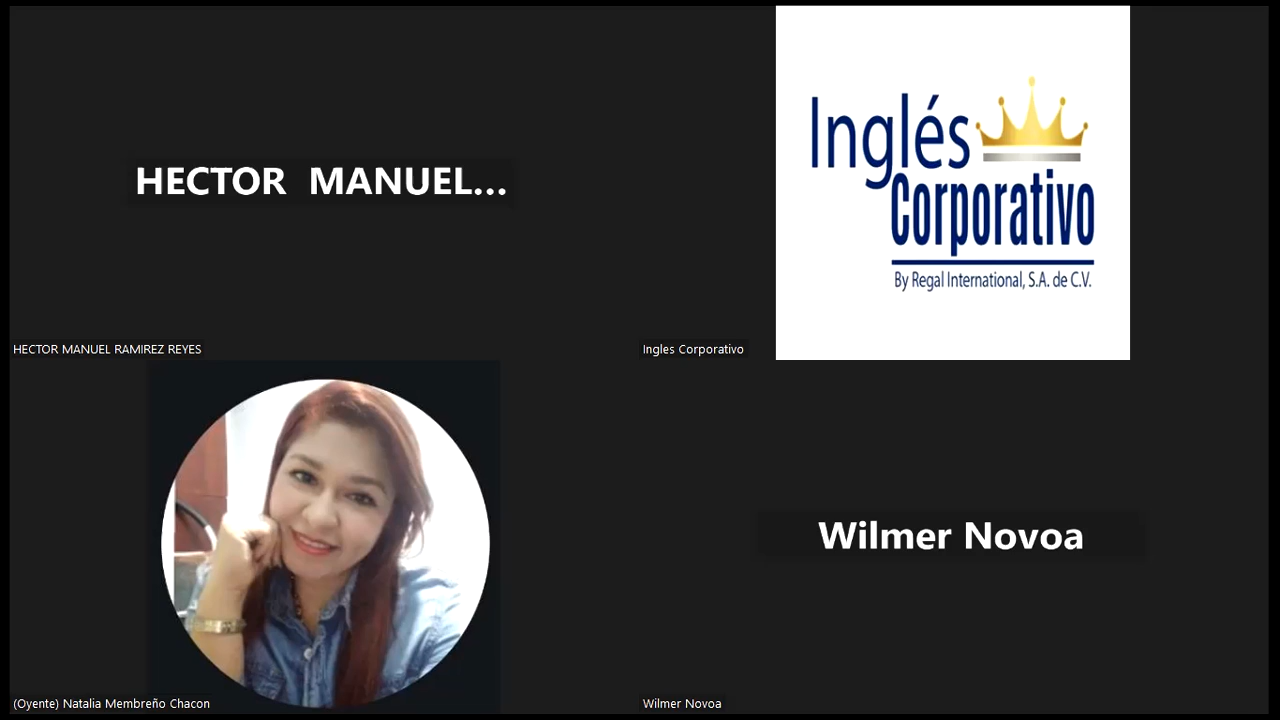 HECTOR MANUEL...
Inglés
Corporativo
By Regal International, S.A. de C.V.
HECTOR MANUEL RAMIREZ REYES
Ingles Corporativo
Wilmer Novoa
(Oyente) Natalia Membreño Chacon
Wilmer Novoa